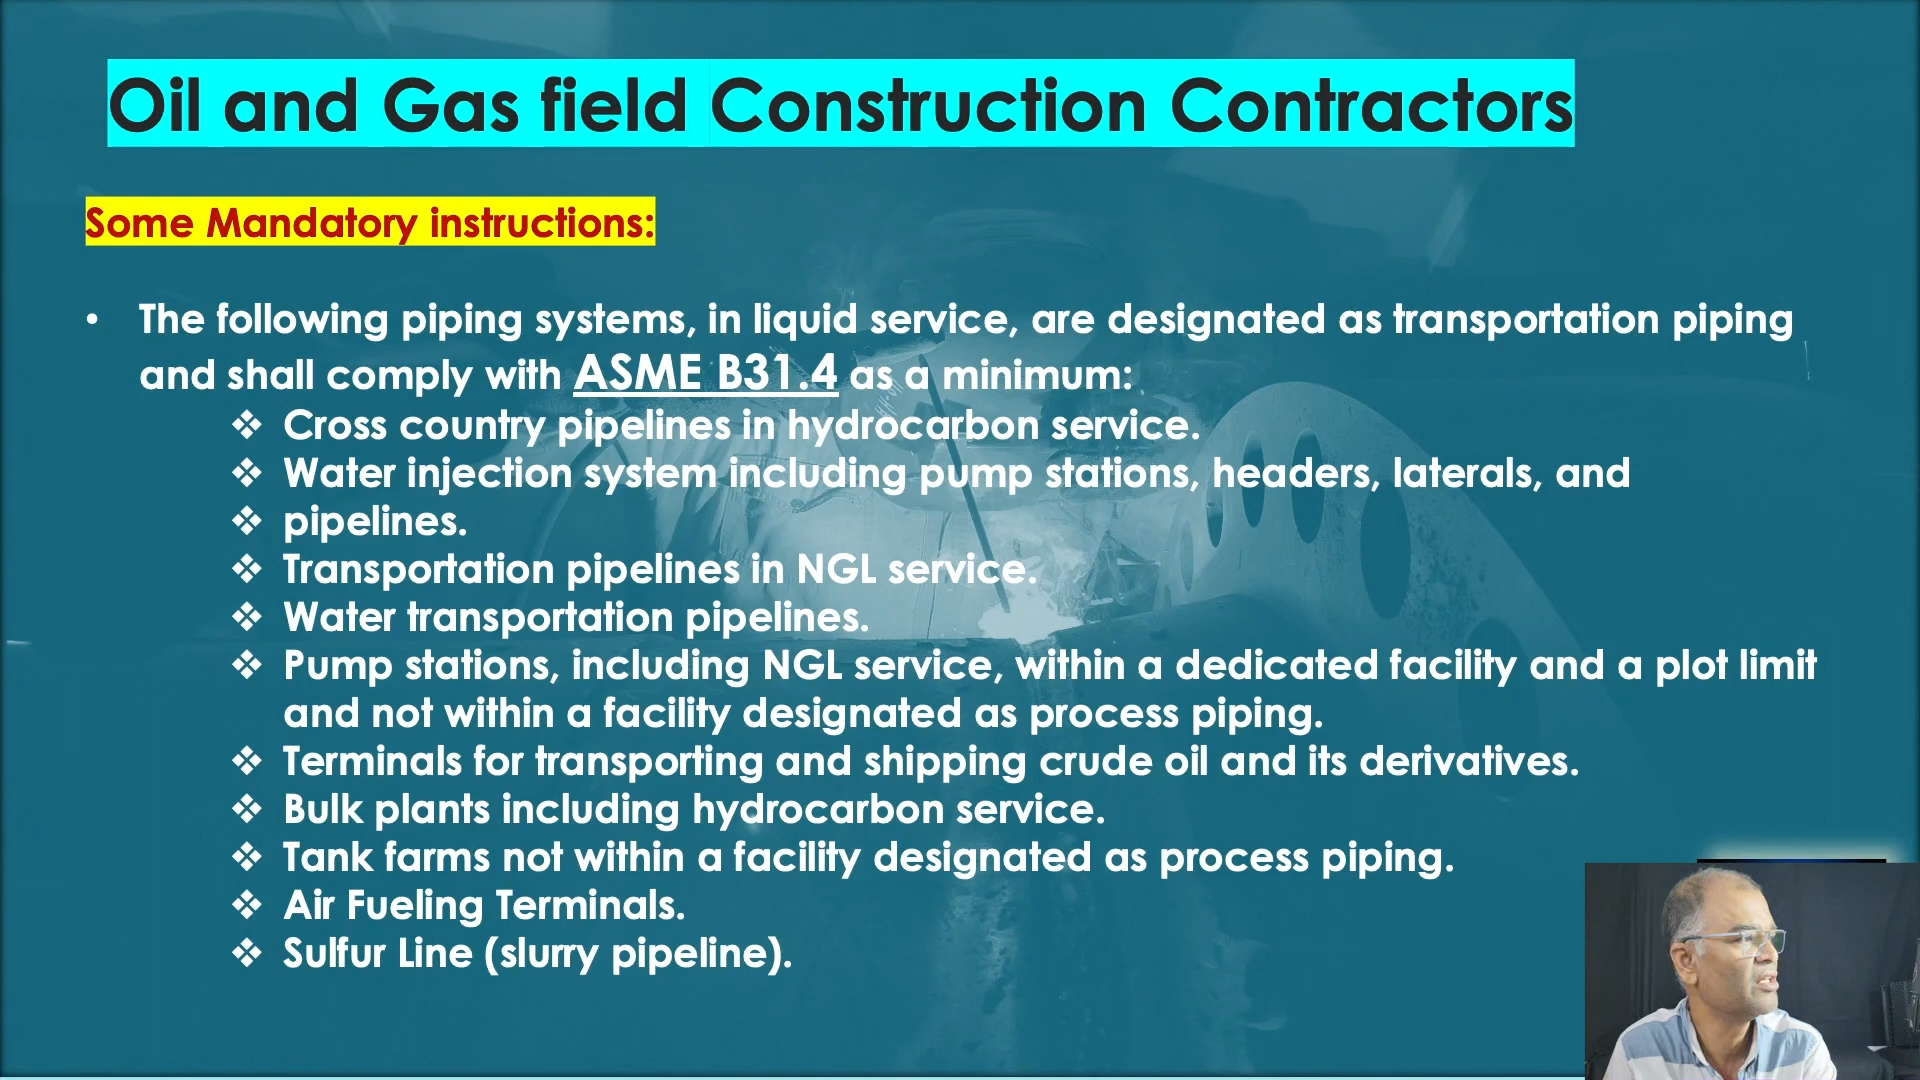 Oil and Gas field Construction Contractors
Some Mandatory instructions:
• The following piping systems, in liquid service, are designated as transportation piping
and shall comply with ASME B31.4 as a minimum:
❖ Cross country pipelines in hydrocarbon service.
❖ Water injection system including pump stations, headers, laterals, and
❖ pipelines.
❖ Transportation pipelines in NGL service.
❖ Water transportation pipelines.
❖ Pump stations, including NGL service, within a dedicated facility and a plot limit
and not within a facility designated as process piping.
❖ Terminals for transporting and shipping crude oil and its derivatives.
❖ Bulk plants including hydrocarbon service.
❖ Tank farms not within a facility designated as process piping.
❖ Air Fueling Terminals.
❖ Sulfur Line (slurry pipeline).